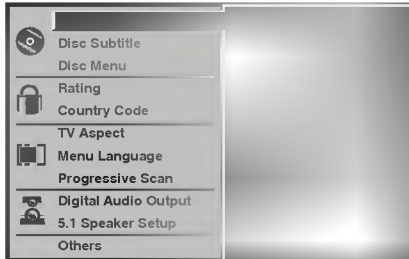 Disc Subtitle
Disc Menu
Rating
Country Code
TV Aspect
Menu Language
Progressive Scan
Digital Audio Output
5.1 Speaker Setup
Others